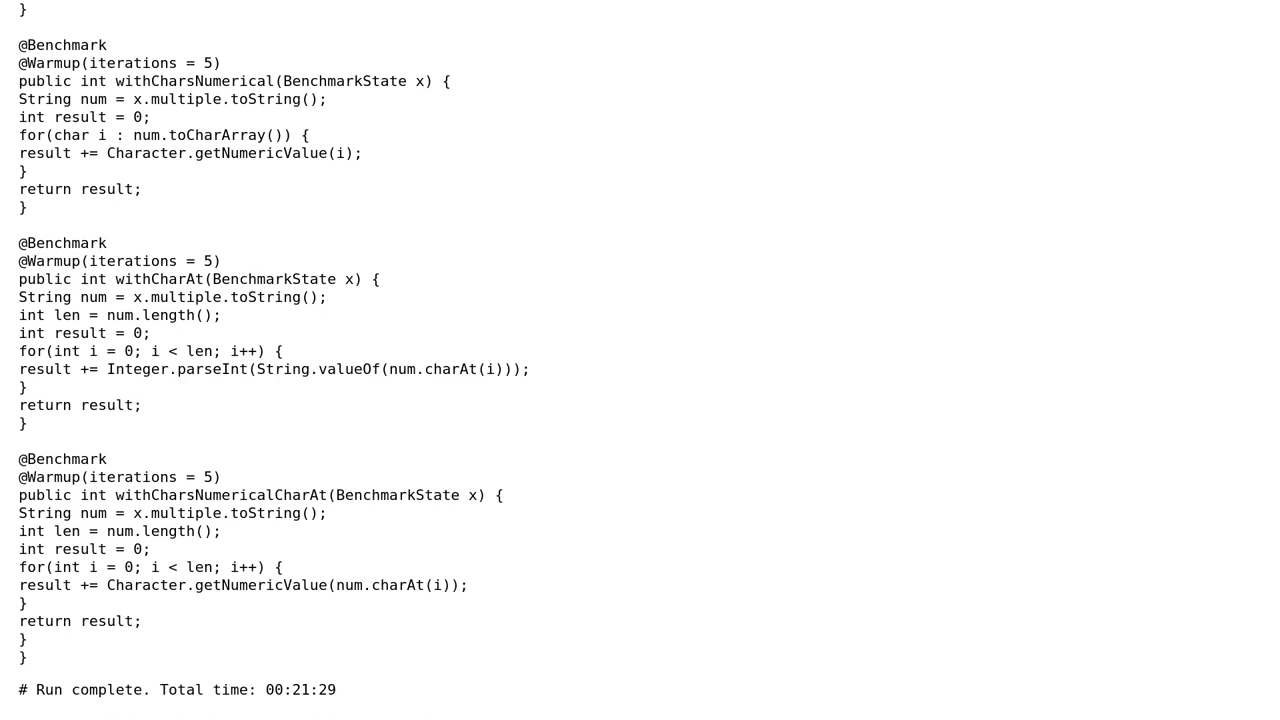 }
@Benchmark
@Warmup(iterations = 5)
public int withCharsNumerical(BenchmarkState x) {
String num = x.multiple.toString();
int result = 0;
for(char i : num.toCharArray()) {
result += Character.getNumericValue(i);
}
return result;
}
@Benchmark
@Warmup(iterations = 5)
public int withCharAt(BenchmarkState x) {
String num = x.multiple.toString();
int len = num.length();
int result = 0;
for(int i = 0; i < len; i++) {
result += Integer.parseInt(String.valueOf(num.charAt(i)));
}
return result;
}
@Benchmark
@Warmup(iterations = 5)
public int withCharsNumericalCharAt(BenchmarkState x) {
String num = x.multiple.toString();
int len = num.length();
int result = 0;
for(int i = 0; i < len; i++) {
result += Character.getNumericValue(num.charAt(i));
}
return result;
}
}
# Run complete. Total time: 00:21:29